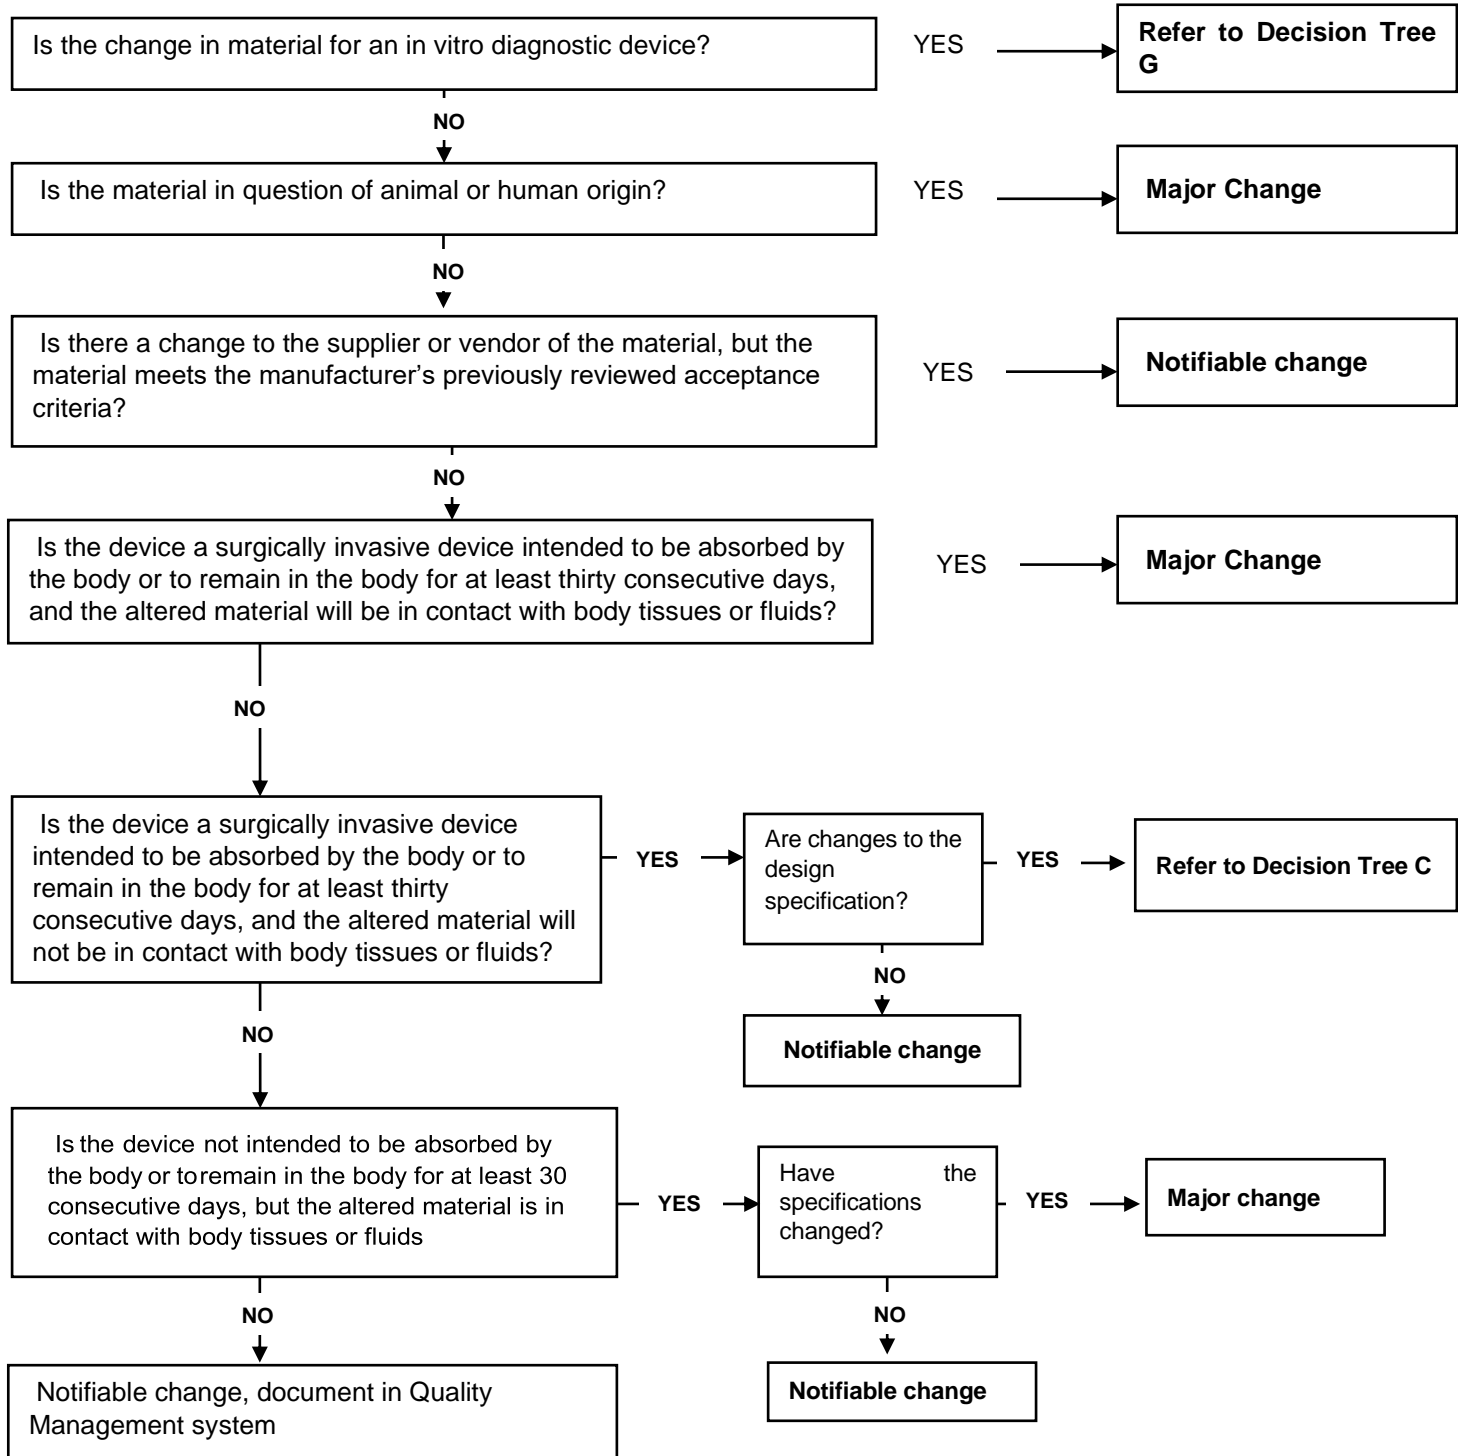 Is the change in material for an in vitro diagnostic device?
YES
Refer to Decision Tree
G
NO
Is the material in question of animal or human origin?
YES
Major Change
NO
Is there a change to the supplier or vendor of the material, but the
material meets the manufacturer’s previously reviewed acceptance
criteria?
YES
Notifiable change
NO
Is the device a surgically invasive device intended to be absorbed by
the body or to remain in the body for at least thirty consecutive days,
and the altered material will be in contact with body tissues or fluids?
YES
Major Change
NO
Is the device a surgically invasive device
intended to be absorbed by the body or to
remain in the body for at least thirty
consecutive days, and the altered material will
not be in contact with body tissues or fluids?
YES
Are changes to the
design
specification?
YES
Refer to Decision Tree C
NO
Notifiable change
NO
Is the device not intended to be absorbed by
the body or toremain in the body for at least 30
consecutive days, but the altered material is in
contact with body tissues or fluids
YES
Have the
specifications
changed?
YES
Major change
NO
Notifiable change
NO
Notifiable change, document in Quality
Management system